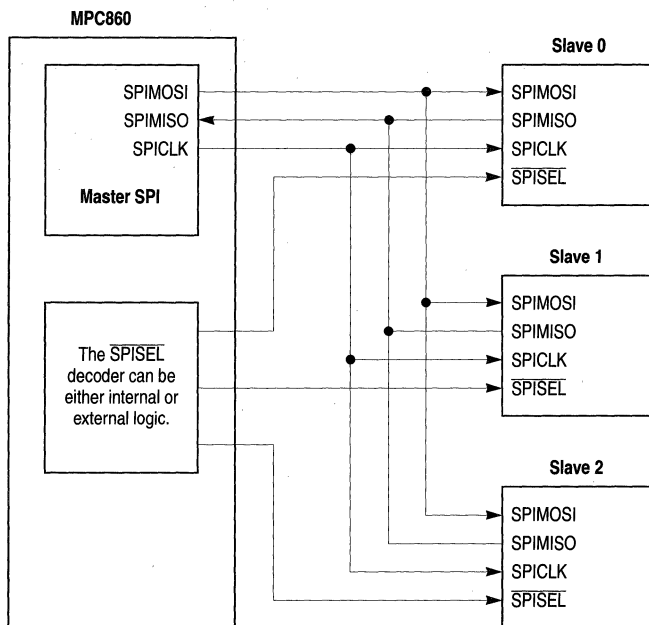 MPC860
SPIMOSI
SPIMISO
SPICLK
Master SPI
The SPISEL
decoder can be
either internal or
external logic.
Slave 0
SPIMOSI
SPIMISO
SPICLK
SPISEL
Slave 1
SPIMOSI
SPIMISO
SPICLK
SPISEL
Slave 2
SPIMOSI
SPIMISO
SPICLK
SPISEL